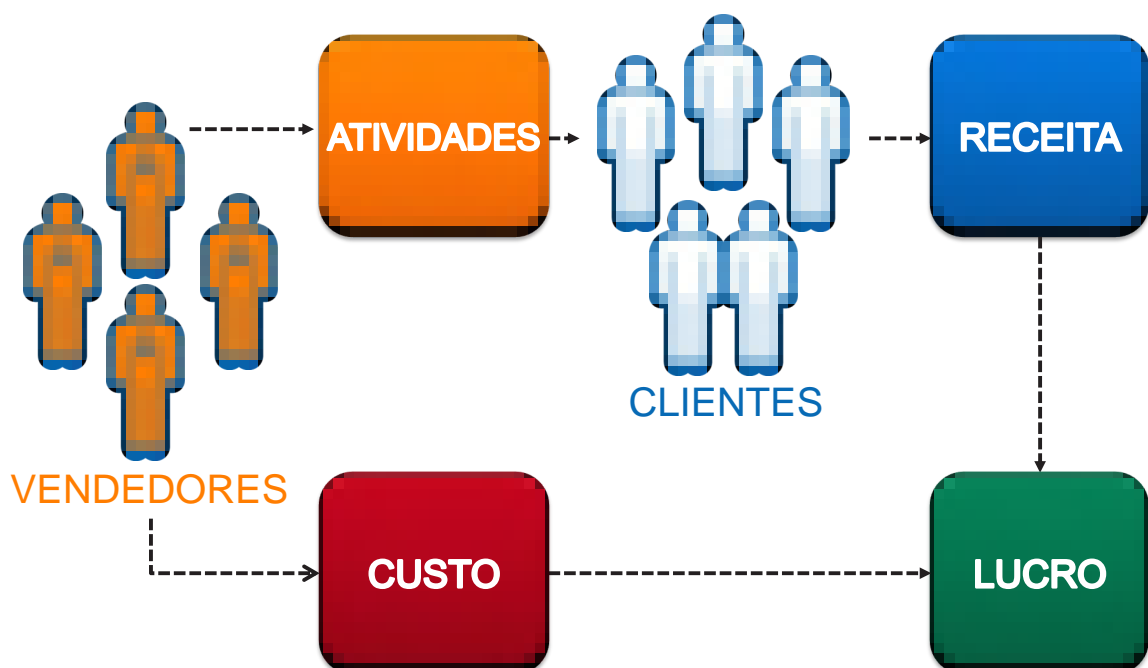 ATIVIDADES
RECEITA
CLIENTES
VENDEDORES
CUSTO
LUCRO